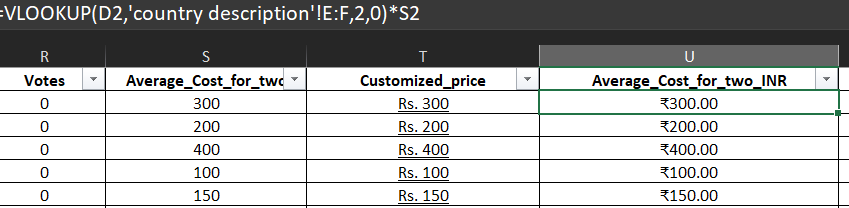 =VLOOKUP(D2,'country description'!E:F,2,0)*S2
R S T U
Votes Average_Cost_for_two Customized_price Average_Cost_for_two_INR
0 300 Rs. 300 ₹300.00
0 200 Rs. 200 ₹200.00
0 400 Rs. 400 ₹400.00
0 100 Rs. 100 ₹100.00
0 150 Rs. 150 ₹150.00